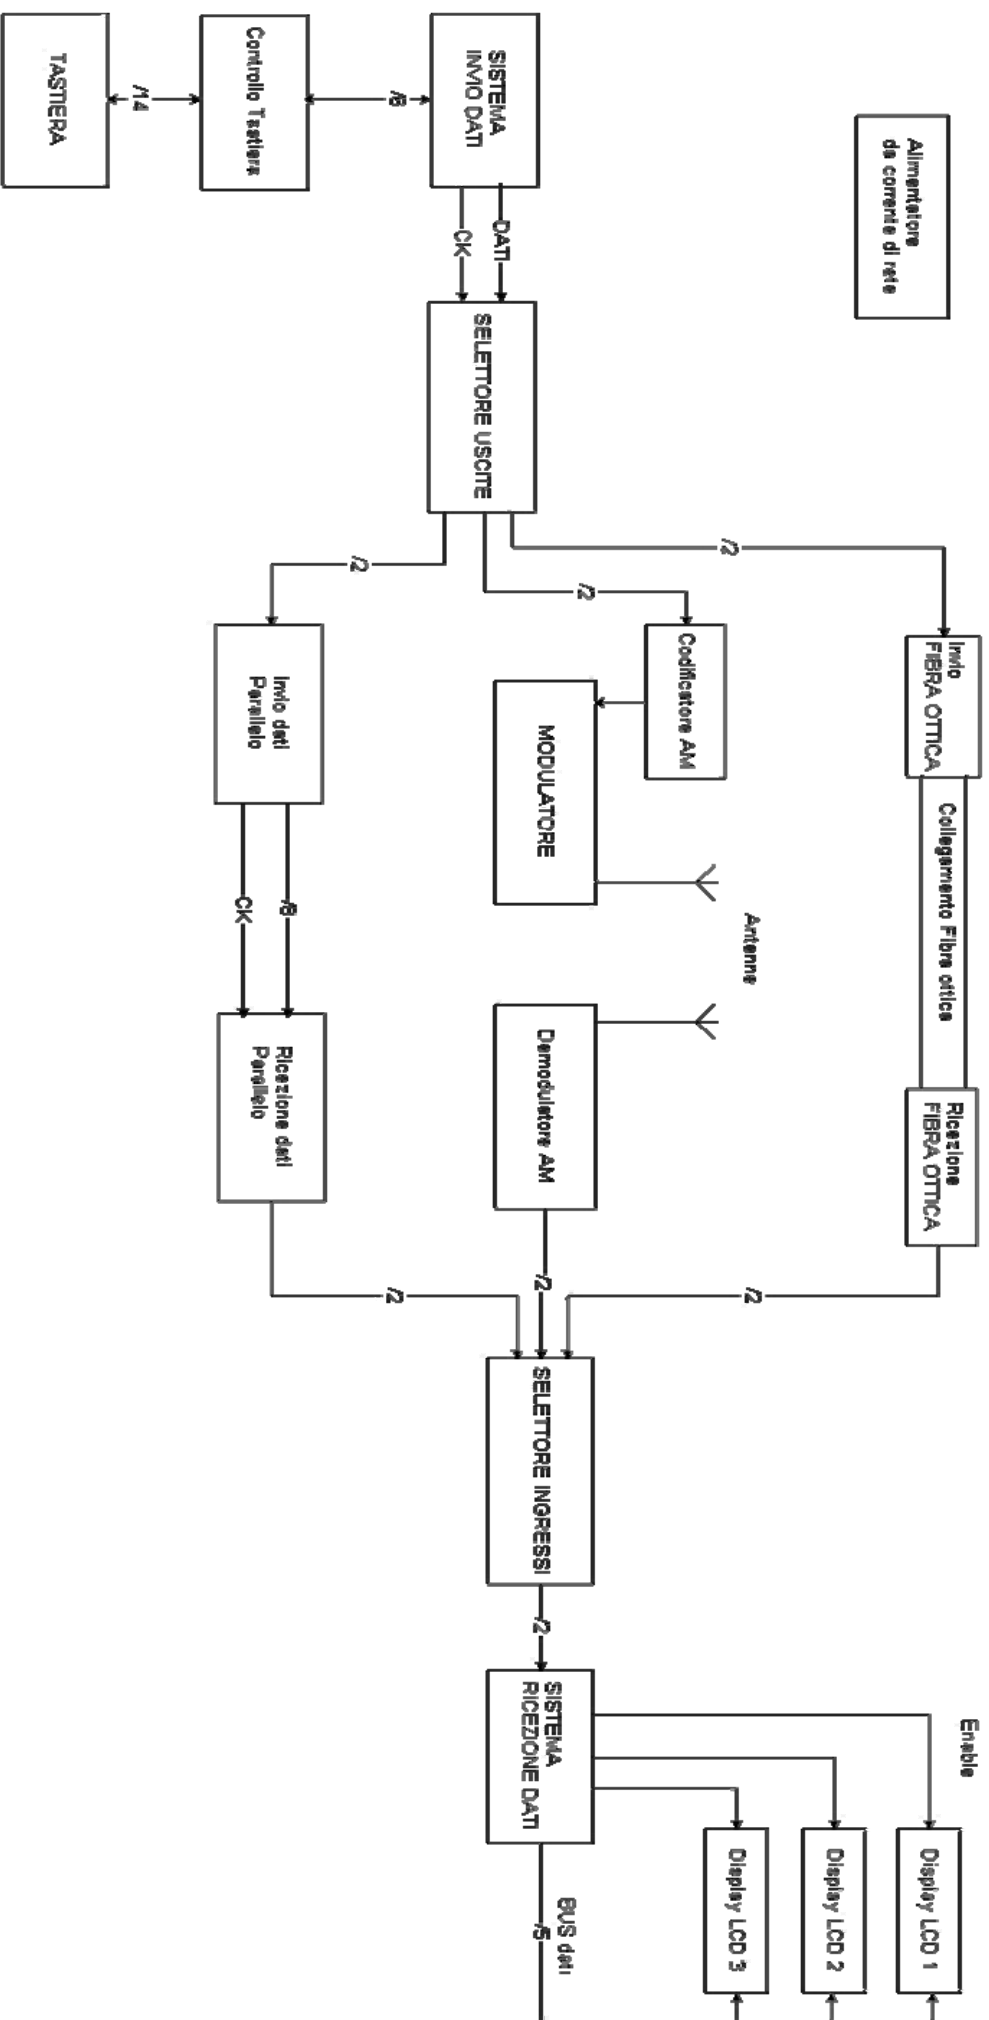 Alimentatore
da corrente di rete
TASTIERA
/14
Controllo Tastiera
SISTEMA
INVIO DATI
DATI
CK
SELETTORE USCITE
/2
/2
/2
Invio
FIBRA OTTICA
Collegamento Fibra ottica
Ricezione
FIBRA OTTICA
Codificatore AM
MODULATORE
Antenne
Demodulatore AM
Invio dati
Parallelo
CK
Ricezione dati
Parallelo
/2
/2
/2
SELETTORE INGRESSI
/2
SISTEMA
RICEZIONE DATI
Enable
Display LCD 1
Display LCD 2
Display LCD 3
BUS dati
/5